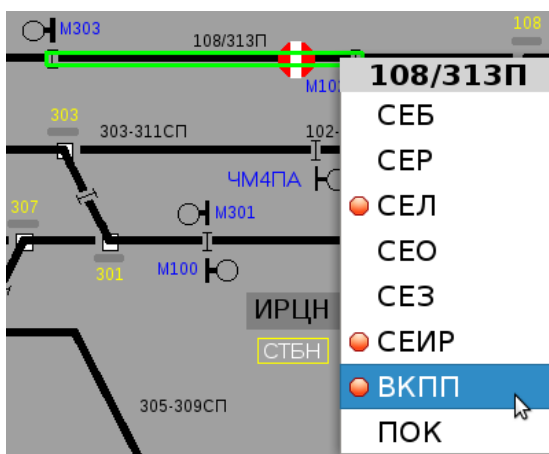 М303
108/313П
108
М10
108/313П
СЕБ
СЕР
СЕЛ
СЕО
СЕЗ
СЕИР
ВКПП
ПОК
303
303-311СП
102-
ЧМ4ПА
307
М301
301
М100
ИРЦН
СТБН
305-309СП